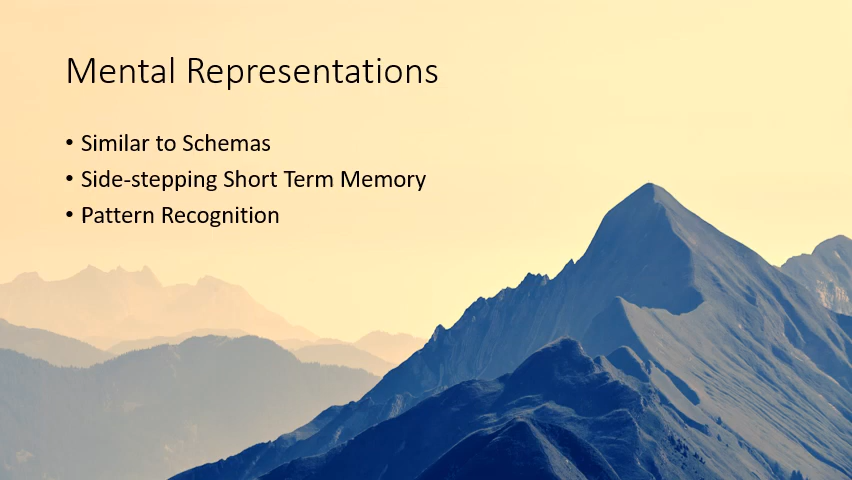 Mental Representations
• Similar to Schemas
• Side-stepping Short Term Memory
• Pattern Recognition